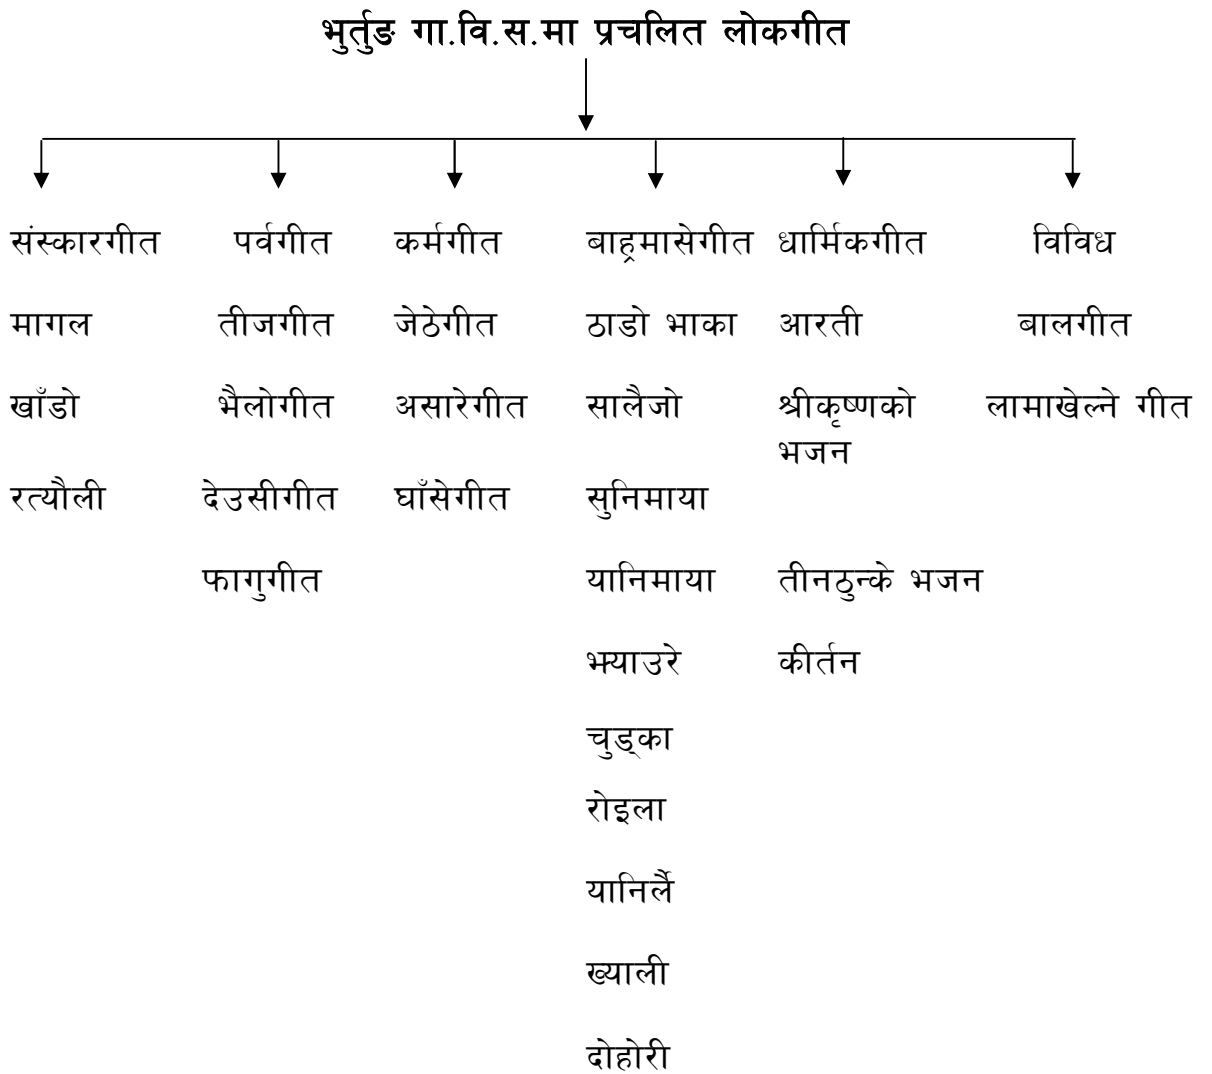 भुर्तुङ गा.वि.स.मा प्रचलित लोकगीत
संस्कारगीत पर्वगीत कर्मगीत बाह्रमासेगीत धार्मिकगीत विविध
मागल तीजगीत जेठेगीत ठाडो भाका आरती बालगीत
खाँडो भैलोगीत असारेगीत सालैजो श्रीकृष्णको लामाखेल्ने गीत
भजन
रत्यौली देउसीगीत घाँसेगीत सुनिमाया
फागुगीत यानिमाया तीनठुन्के भजन
झ्याउरे कीर्तन
चुड्का
रोइला
यानिर्लै
ख्याली
दोहोरी